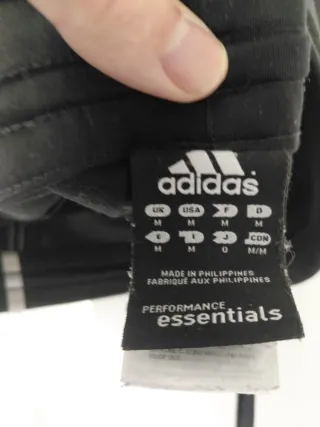 adidas
UK USA F D
M M M M
E I J CDN
M M O M/M
MADE IN PHILIPPINES
FABRIQUÉ AUX PHILIPPINES
PERFORMANCE
essentials